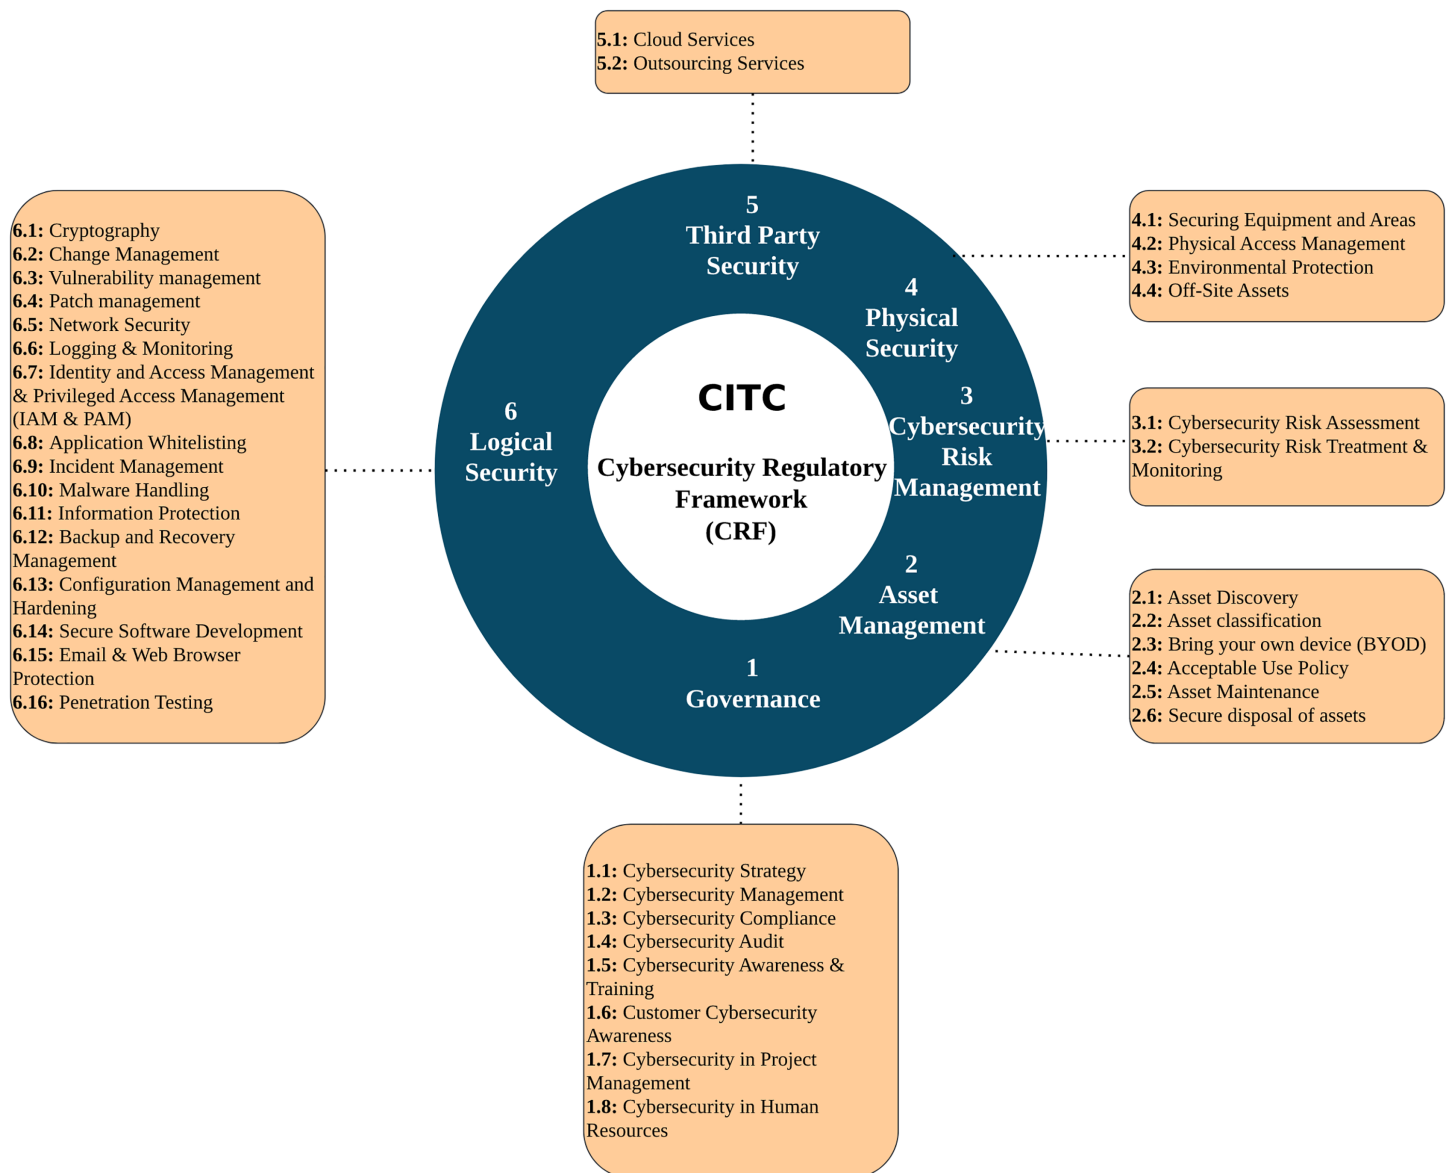 5.1: Cloud Services
5.2: Outsourcing Services
5
Third Party
Security
4
Physical
Security
3
Cybersecurity
Risk
Management
2
Asset
Management
1
Governance
6
Logical
Security
CITC
Cybersecurity Regulatory
Framework
(CRF)
6.1: Cryptography
6.2: Change Management
6.3: Vulnerability management
6.4: Patch management
6.5: Network Security
6.6: Logging & Monitoring
6.7: Identity and Access Management
& Privileged Access Management
(IAM & PAM)
6.8: Application Whitelisting
6.9: Incident Management
6.10: Malware Handling
6.11: Information Protection
6.12: Backup and Recovery
Management
6.13: Configuration Management and
Hardening
6.14: Secure Software Development
6.15: Email & Web Browser
Protection
6.16: Penetration Testing
4.1: Securing Equipment and Areas
4.2: Physical Access Management
4.3: Environmental Protection
4.4: Off-Site Assets
3.1: Cybersecurity Risk Assessment
3.2: Cybersecurity Risk Treatment &
Monitoring
2.1: Asset Discovery
2.2: Asset classification
2.3: Bring your own device (BYOD)
2.4: Acceptable Use Policy
2.5: Asset Maintenance
2.6: Secure disposal of assets
1.1: Cybersecurity Strategy
1.2: Cybersecurity Management
1.3: Cybersecurity Compliance
1.4: Cybersecurity Audit
1.5: Cybersecurity Awareness &
Training
1.6: Customer Cybersecurity
Awareness
1.7: Cybersecurity in Project
Management
1.8: Cybersecurity in Human
Resources